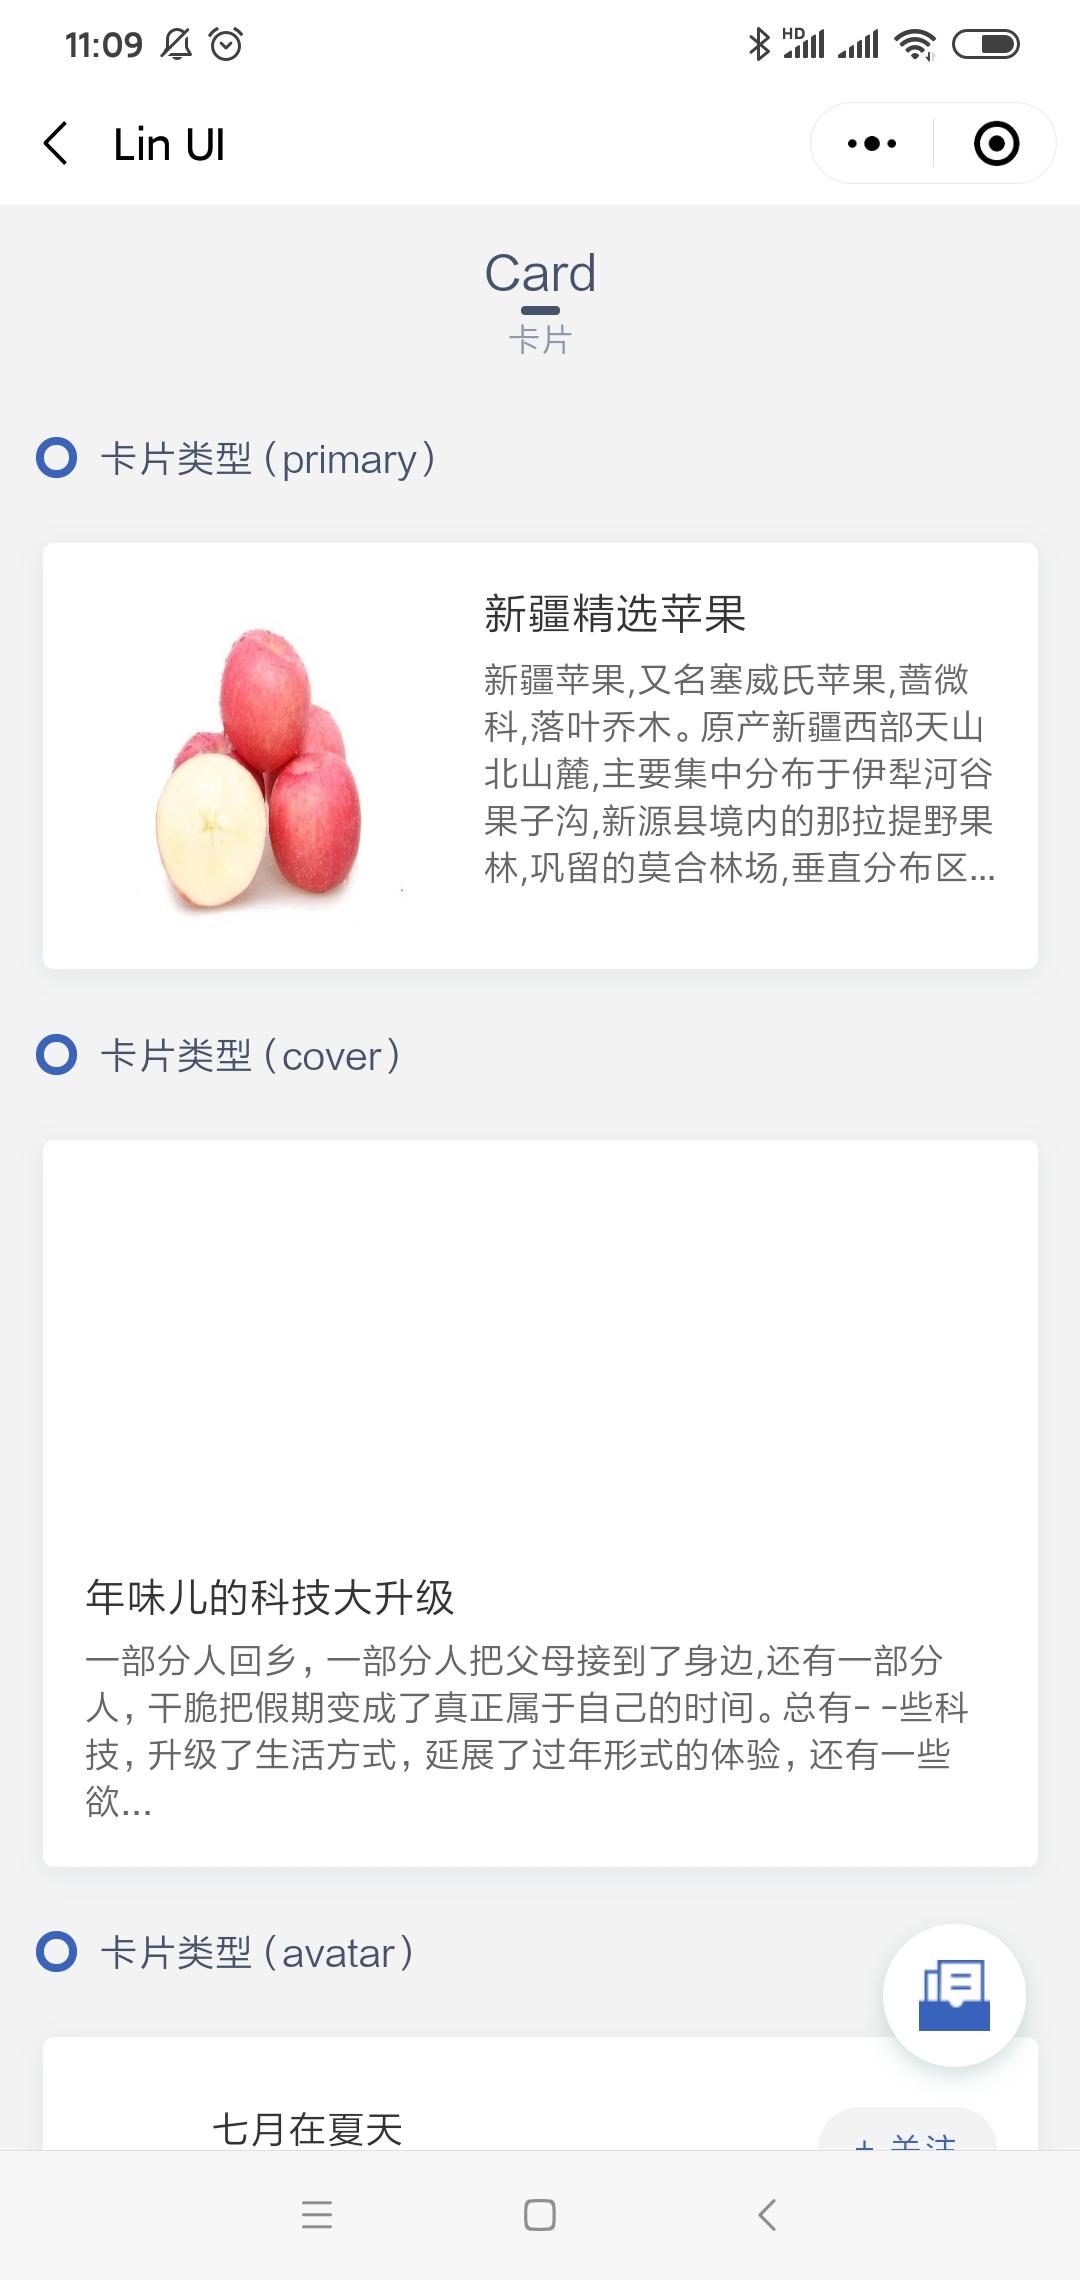 11:09
HD
Lin UI
Card
卡片
卡片类型（primary）
新疆精选苹果
新疆苹果,又名塞威氏苹果,蔷微
科,落叶乔木。原产新疆西部天山
北山麓,主要集中分布于伊犁河谷
果子沟,新源县境内的那拉提野果
林,巩留的莫合林场,垂直分布区...
卡片类型（cover）
年味儿的科技大升级
一部分人回乡，一部分人把父母接到了身边,还有一部分
人，干脆把假期变成了真正属于自己的时间。总有- -些科
技，升级了生活方式，延展了过年形式的体验，还有一些
欲...
卡片类型（avatar）
七月在夏天
+ 关注